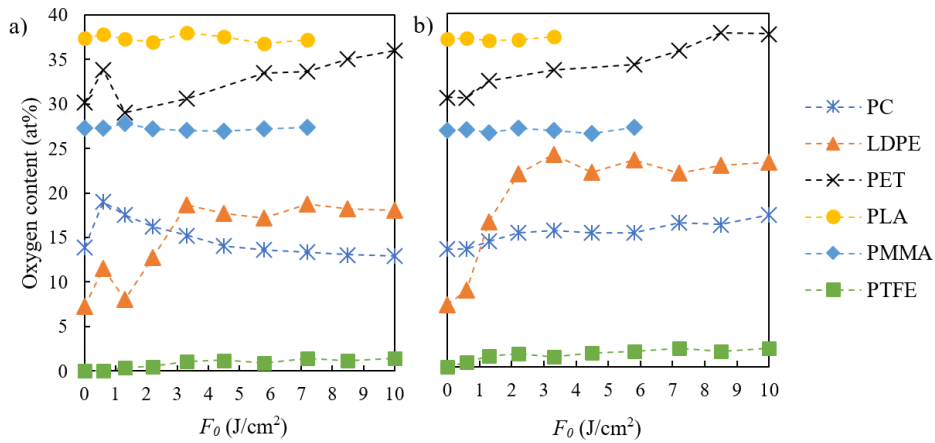 a)
b)
Oxygen content (at%)
40
35
30
25
20
15
10
5
0
0 1 2 3 4 5 6 7 8 9 10
F0 (J/cm²)
0 1 2 3 4 5 6 7 8 9 10
F0 (J/cm²)
PC
LDPE
PET
PLA
PMMA
PTFE